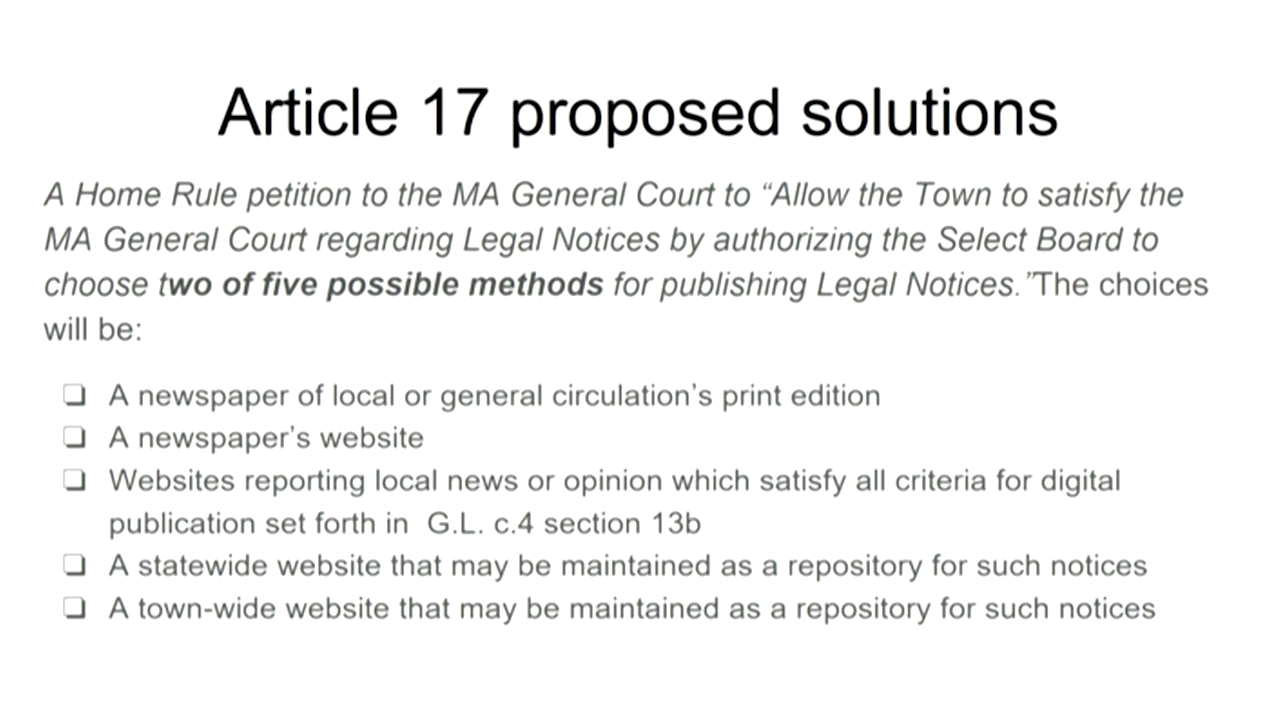 Article 17 proposed solutions
A Home Rule petition to the MA General Court to “Allow the Town to satisfy the
MA General Court regarding Legal Notices by authorizing the Select Board to
choose two of five possible methods for publishing Legal Notices.”The choices
will be:
❏ A newspaper of local or general circulation’s print edition
❏ A newspaper’s website
❏ Websites reporting local news or opinion which satisfy all criteria for digital
publication set forth in  G.L. c.4 section 13b
❏ A statewide website that may be maintained as a repository for such notices
❏ A town-wide website that may be maintained as a repository for such notices